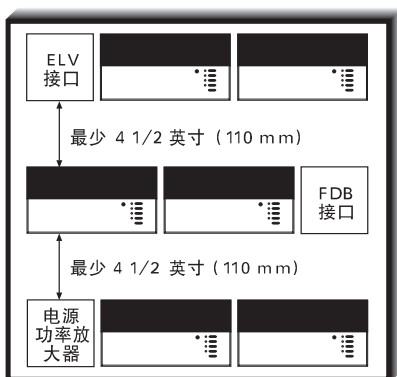 ELV
接口
最少 4 1/2 英寸 (110 mm)
FDB
接口
最少 4 1/2 英寸 (110 mm)
电源
功率放
大器